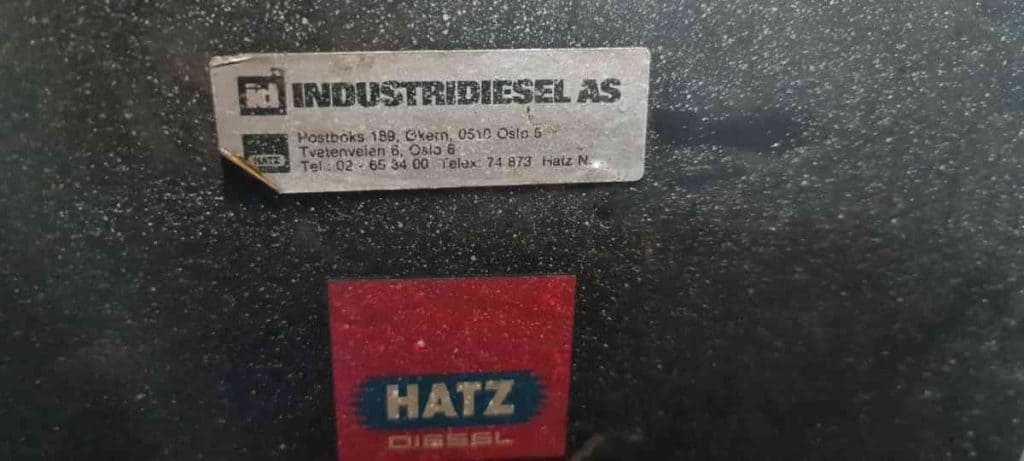 id INDUSTRIDIESEL AS
Postboks 189, Økern, 0510 Oslo 5
HATZ
Tvetenveien 6, Oslo 6
Tel.: 02 - 65 34 00 Telex: 74 873 Hatz N.
HATZ
DIESEL